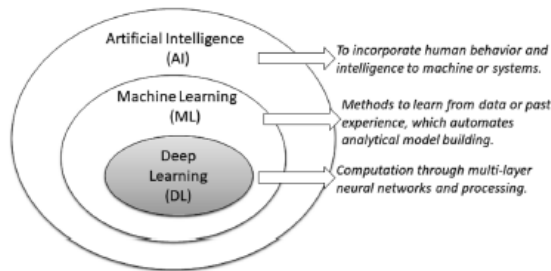 Artificial Intelligence
(AI)
To incorporate human behavior and
intelligence to machine or systems.
Machine Learning
(ML)
Methods to learn from data or past
experience, which automates
analytical model building.
Deep
Learning
(DL)
Computation through multi-layer
neural networks and processing.